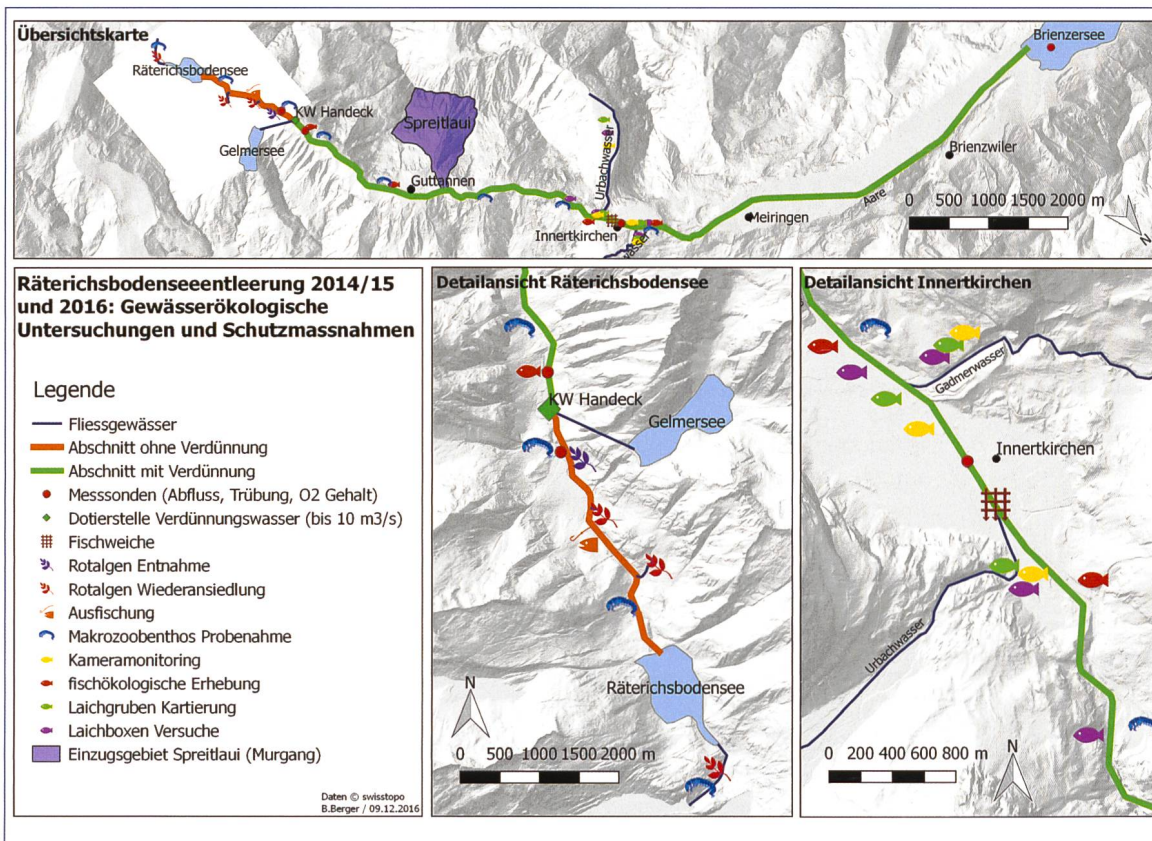 Übersichtskarte
Brienzersee
Räterichsbodensee
KW Handeck
Spreitlaui
Gelmersee
Urbachwasser
Brienzwiler
Guttannen
0 500 1000 1500 2000 m
Aare
Meiringen
Innertkirchen
wasser
N
Räterichsbodenseeentleerung 2014/15
und 2016: Gewässerökologische
Untersuchungen und Schutzmassnahmen
Legende
Fliessgewässer
Abschnitt ohne Verdünnung
Abschnitt mit Verdünnung
Messsonden (Abfluss, Trübung, O2 Gehalt)
Dotierstelle Verdünnungswasser (bis 10 m3/s)
Fischweiche
Rotalgen Entnahme
Rotalgen Wiederansiedlung
Ausfischung
Makrozoobenthos Probenahme
Kameramonitoring
fischökologische Erhebung
Laichgruben Kartierung
Laichboxen Versuche
Einzugsgebiet Spreitlaui (Murgang)
Daten © swisstopo
B.Berger / 09.12.2016
Detailansicht Räterichsbodensee
KW Handeck
Gelmersee
Räterichsbodensee
N
0 500 1000 1500 2000 m
Detailansicht Innertkirchen
Gadmerwasser
Innertkirchen
Urbachwasser
0 200 400 600 800 m
N